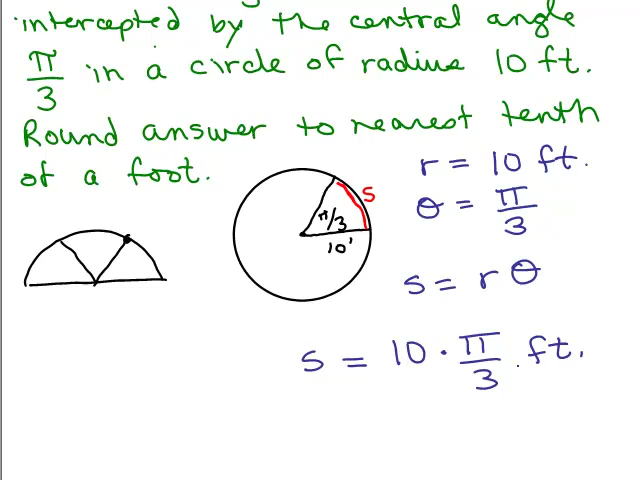 intercepted by the central angle
π/3 in a circle of radius 10 ft.
Round answer to nearest tenth
of a foot.
r = 10 ft.
θ = π/3
s
π/3
10'
s = r θ
s = 10 · π/3 ft.